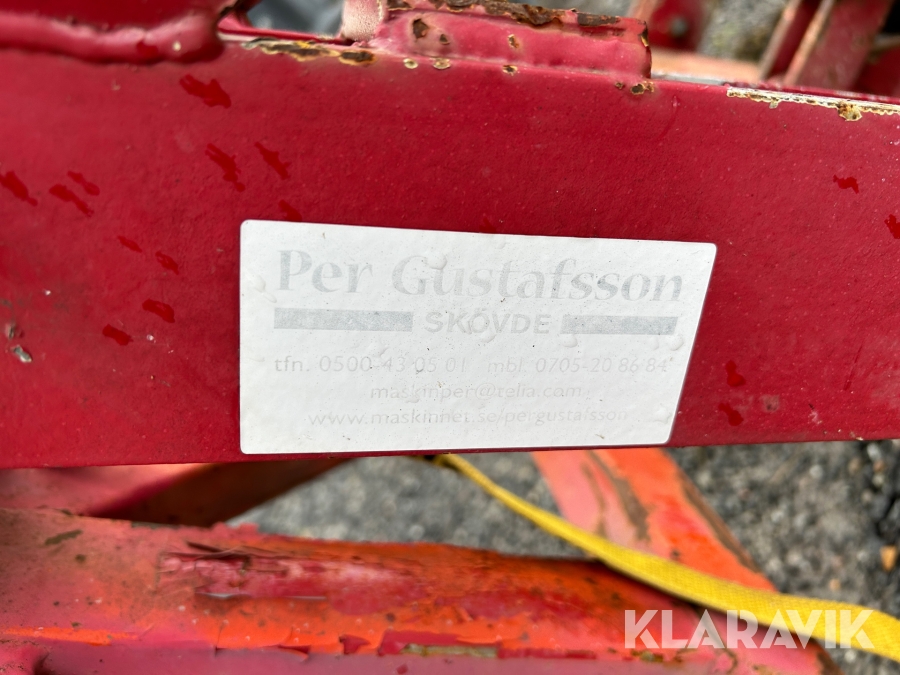 Per Gustafsson
SKÖVDE
tfn. 0500-43 05 01 mbl. 0705-20 86 84
maskinper@telia.com
www.maskinnet.se/pergustafsson
KLARAVIK